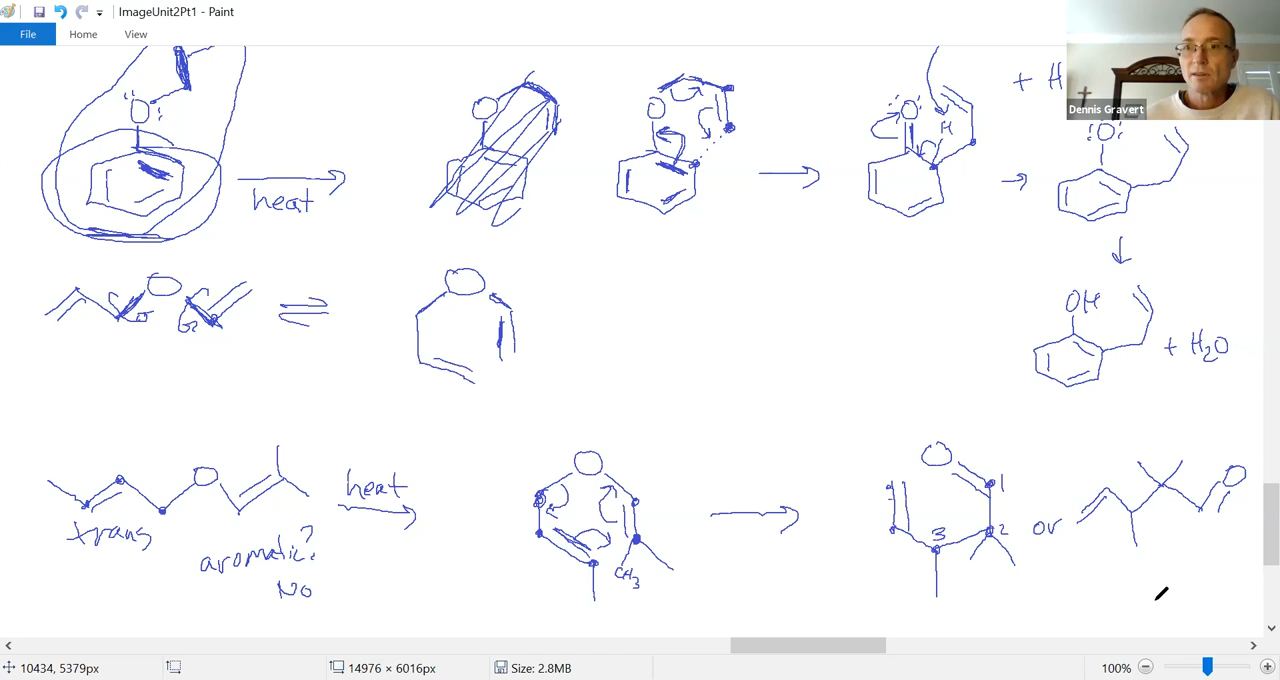 ImageUnit2Pt1 - Paint
File Home View
Dennis Gravert
+ H
:O:
:O:
H
:O:
O
O
heat
O
O
OH
+ H2O
O
O
O
O
O
heat
1
2
3
4
or
CH3
trans
aromatic?
No
10434, 5379px
14976 × 6016px
Size: 2.8MB
100%